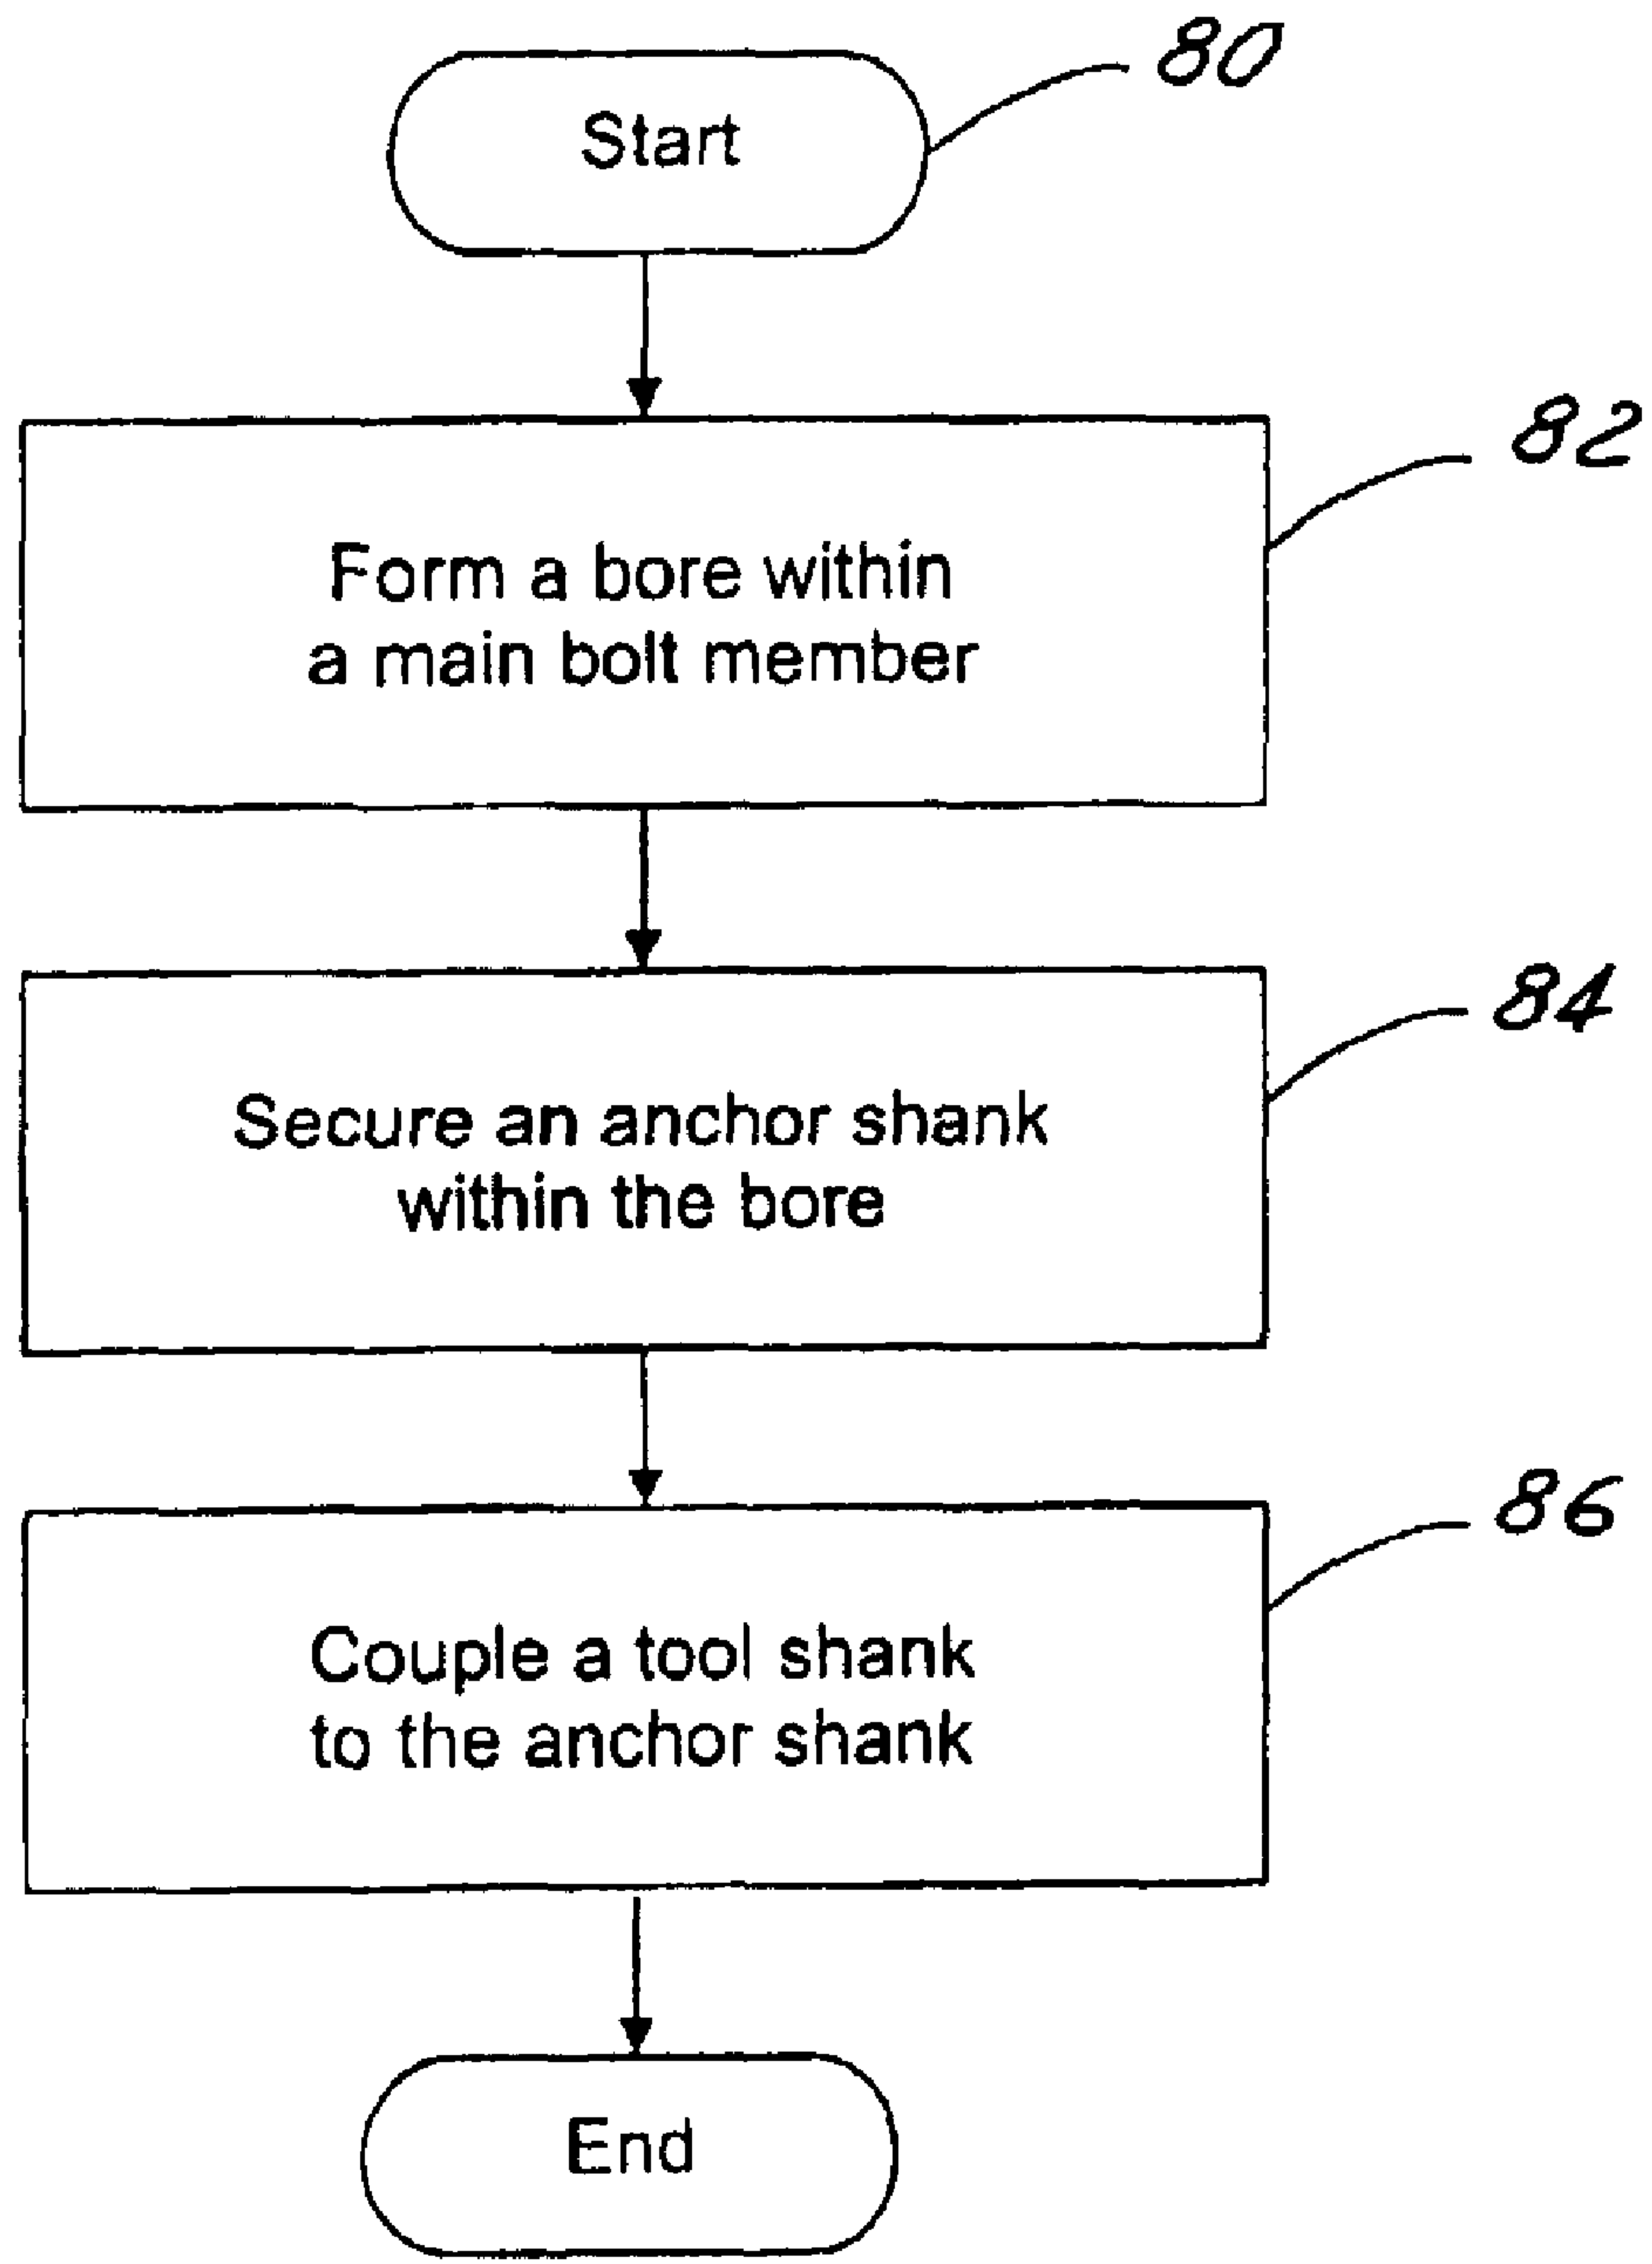 Start
80
Form a bore within
a main bolt member
82
Secure an anchor shank
within the bore
84
Couple a tool shank
to the anchor shank
86
End